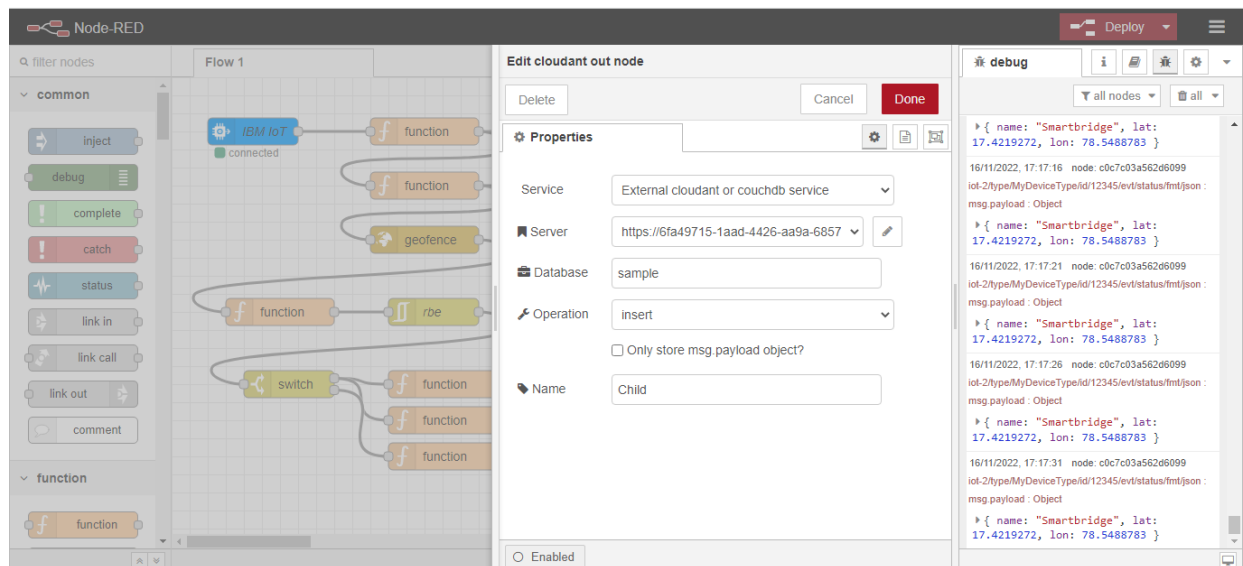 Node-RED
Deploy
filter nodes
common
inject
debug
complete
catch
status
link in
link call
link out
comment
function
function
Flow 1
IBM IoT
connected
function
function
geofence
function
rbe
switch
function
function
function
Edit cloudant out node
Delete
Cancel
Done
Properties
Service
External cloudant or couchdb service
Server
https://6fa49715-1aad-4426-aa9a-6857
Database
sample
Operation
insert
Only store msg.payload object?
Name
Child
Enabled
debug
i
all nodes
all
{ name: "Smartbridge", lat:
17.4219272, lon: 78.5488783 }
16/11/2022, 17:17:16 node: c0c7c03a562d6099
iot-2/type/MyDeviceType/id/12345/evt/status/fmt/json :
msg.payload : Object
{ name: "Smartbridge", lat:
17.4219272, lon: 78.5488783 }
16/11/2022, 17:17:21 node: c0c7c03a562d6099
iot-2/type/MyDeviceType/id/12345/evt/status/fmt/json :
msg.payload : Object
{ name: "Smartbridge", lat:
17.4219272, lon: 78.5488783 }
16/11/2022, 17:17:26 node: c0c7c03a562d6099
iot-2/type/MyDeviceType/id/12345/evt/status/fmt/json :
msg.payload : Object
{ name: "Smartbridge", lat:
17.4219272, lon: 78.5488783 }
16/11/2022, 17:17:31 node: c0c7c03a562d6099
iot-2/type/MyDeviceType/id/12345/evt/status/fmt/json :
msg.payload : Object
{ name: "Smartbridge", lat:
17.4219272, lon: 78.5488783 }